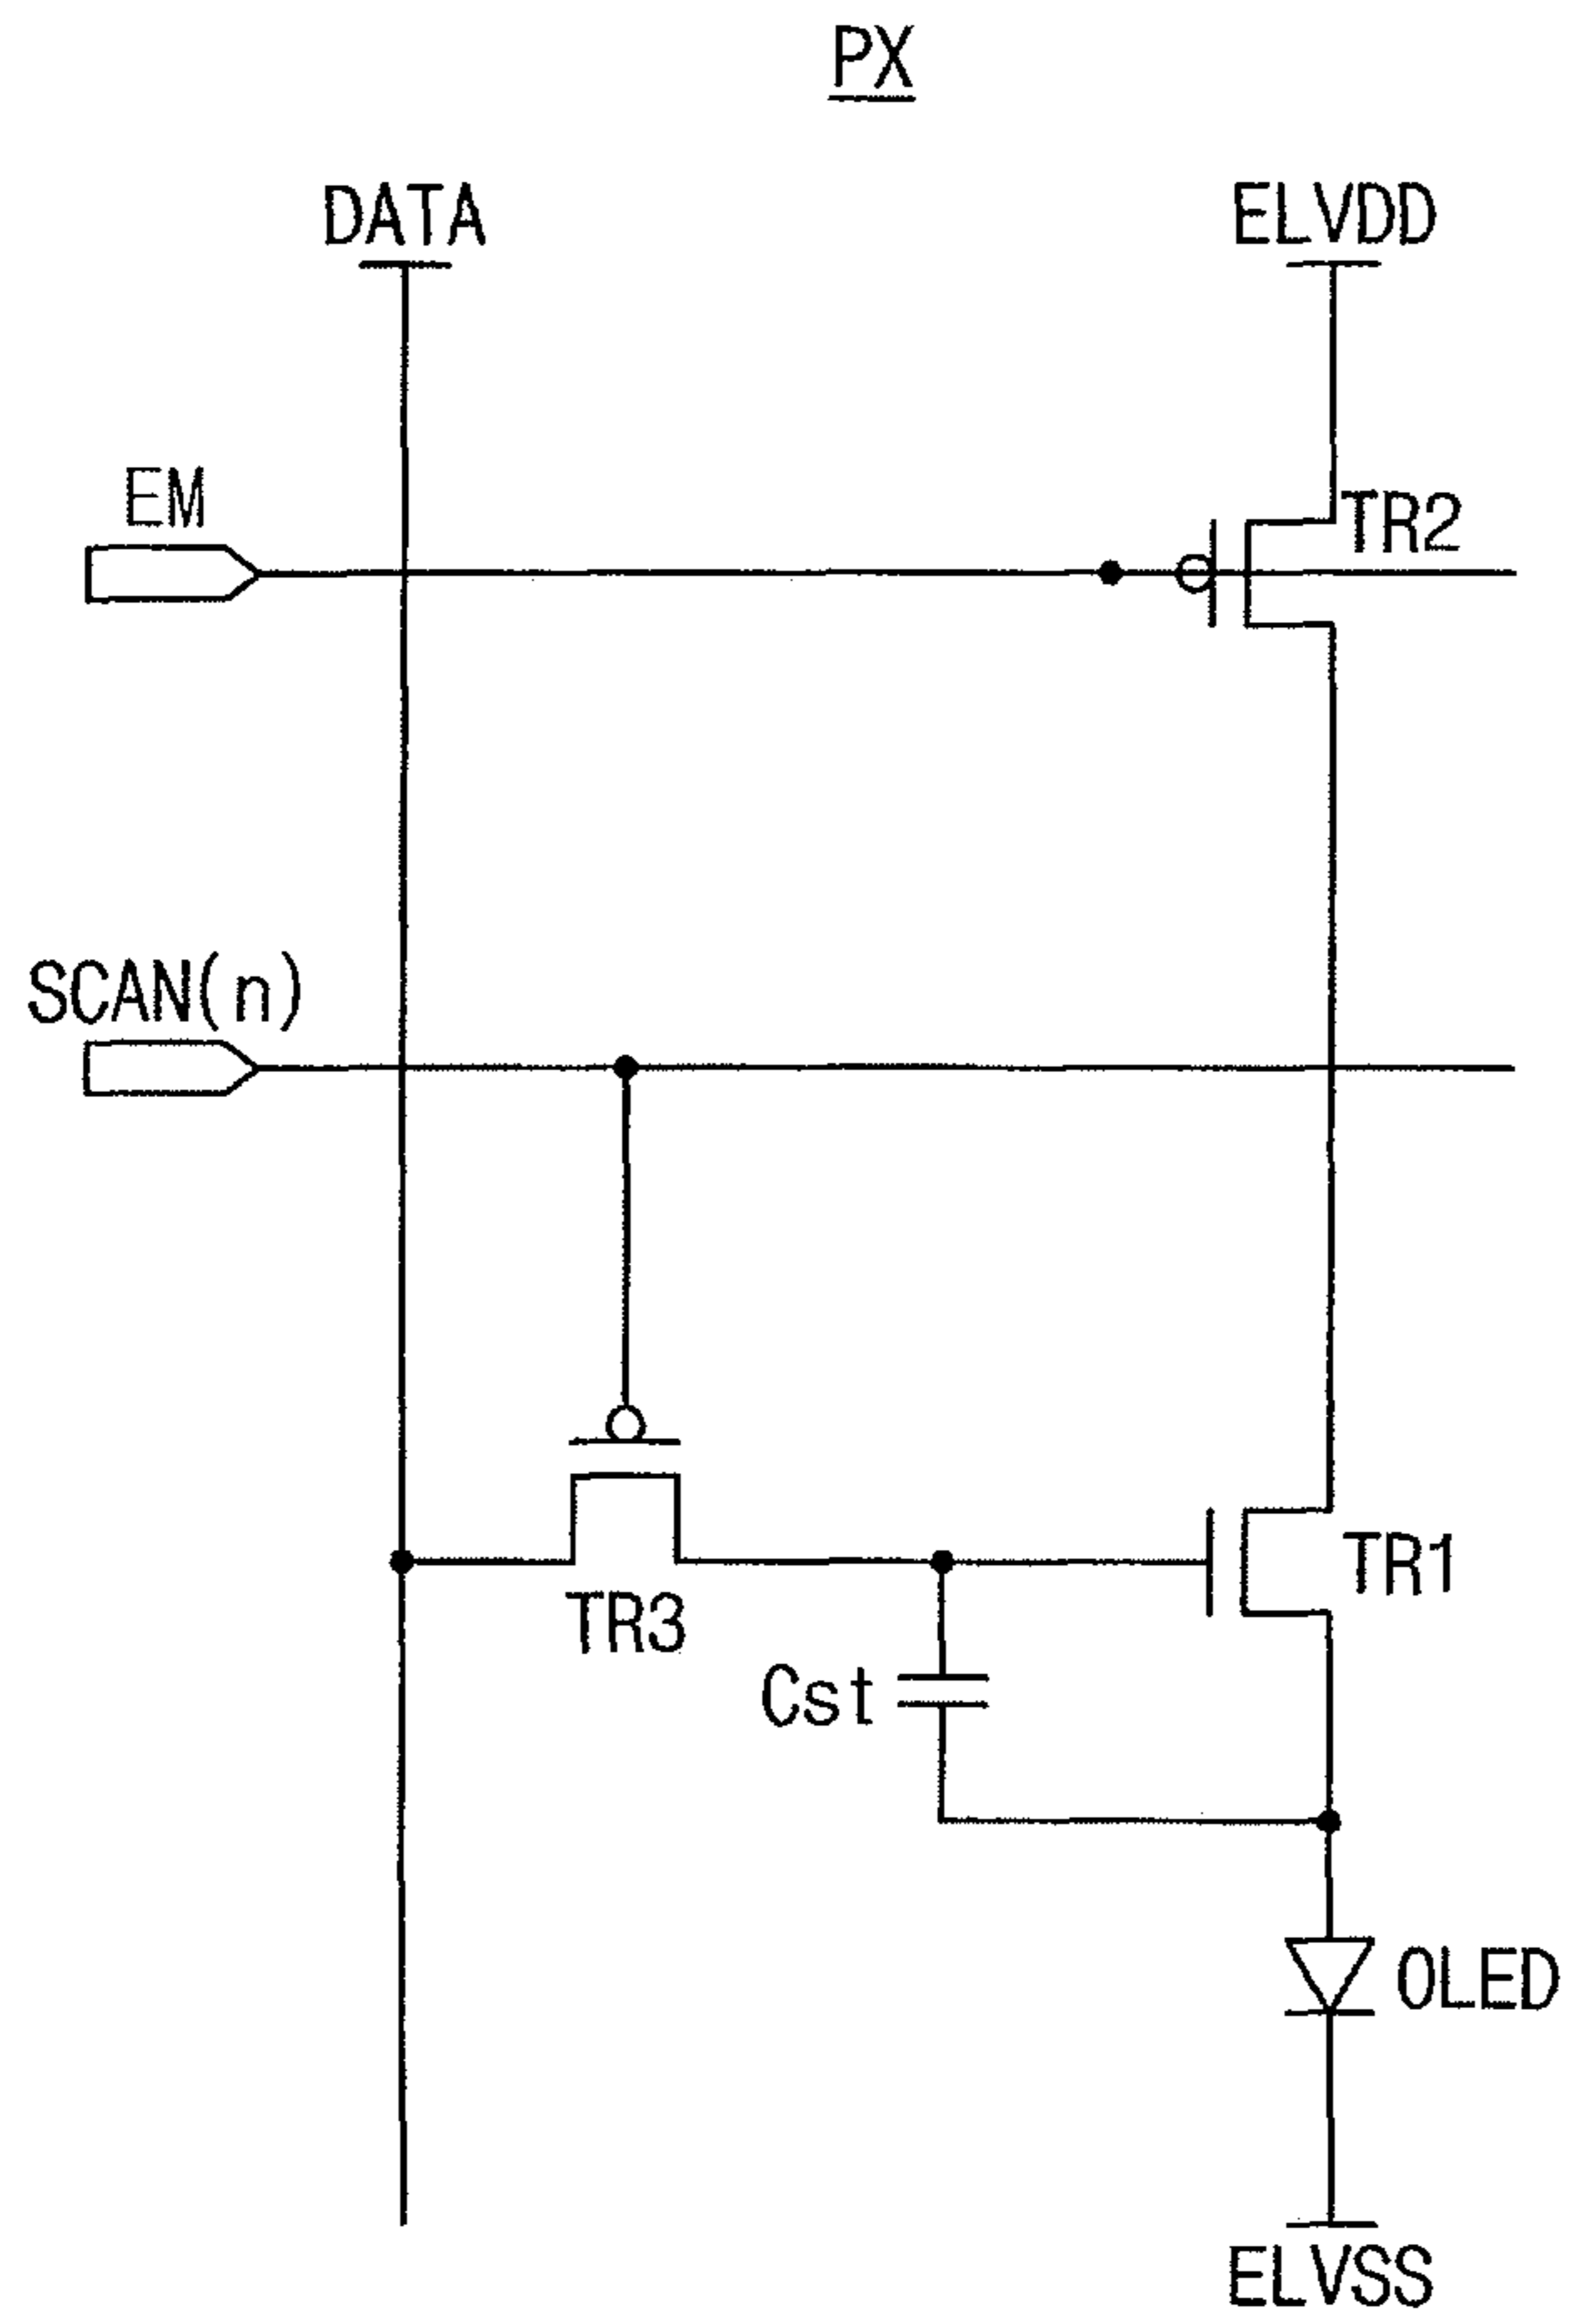 PX
DATA
ELVDD
EM
TR2
SCAN(n)
TR1
TR3
Cst
OLED
ELVSS